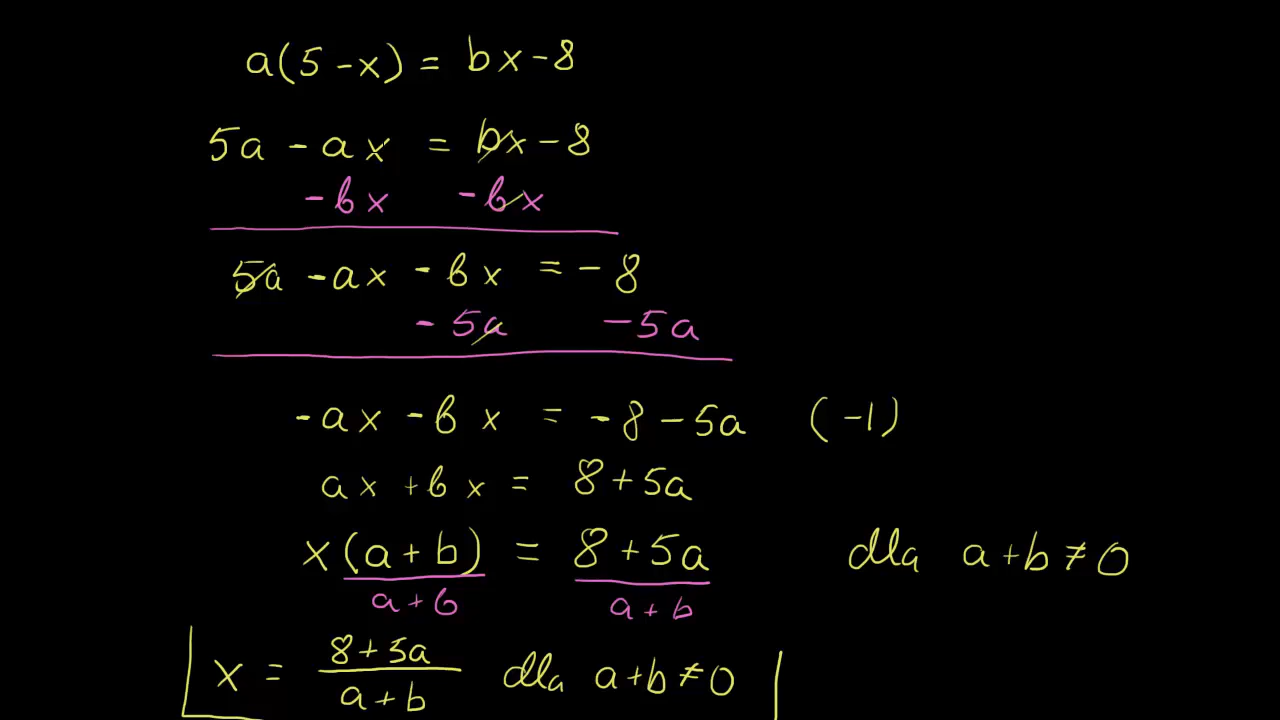 a(5-x) = bx-8
5a - ax = bx - 8
-bx -bx
5a - ax - bx = - 8
- 5a - 5a
-ax - bx = -8 - 5a (-1)
ax + bx = 8 + 5a
x(a+b) = 8 + 5a dla a+b ≠ 0
a+b a+b
x = 8+5a dla a+b ≠ 0
a+b